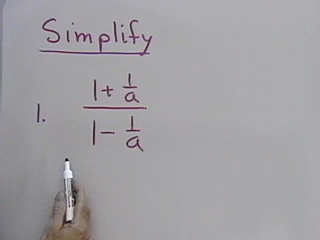 Simplify
1. (1 + 1/a) / (1 - 1/a)